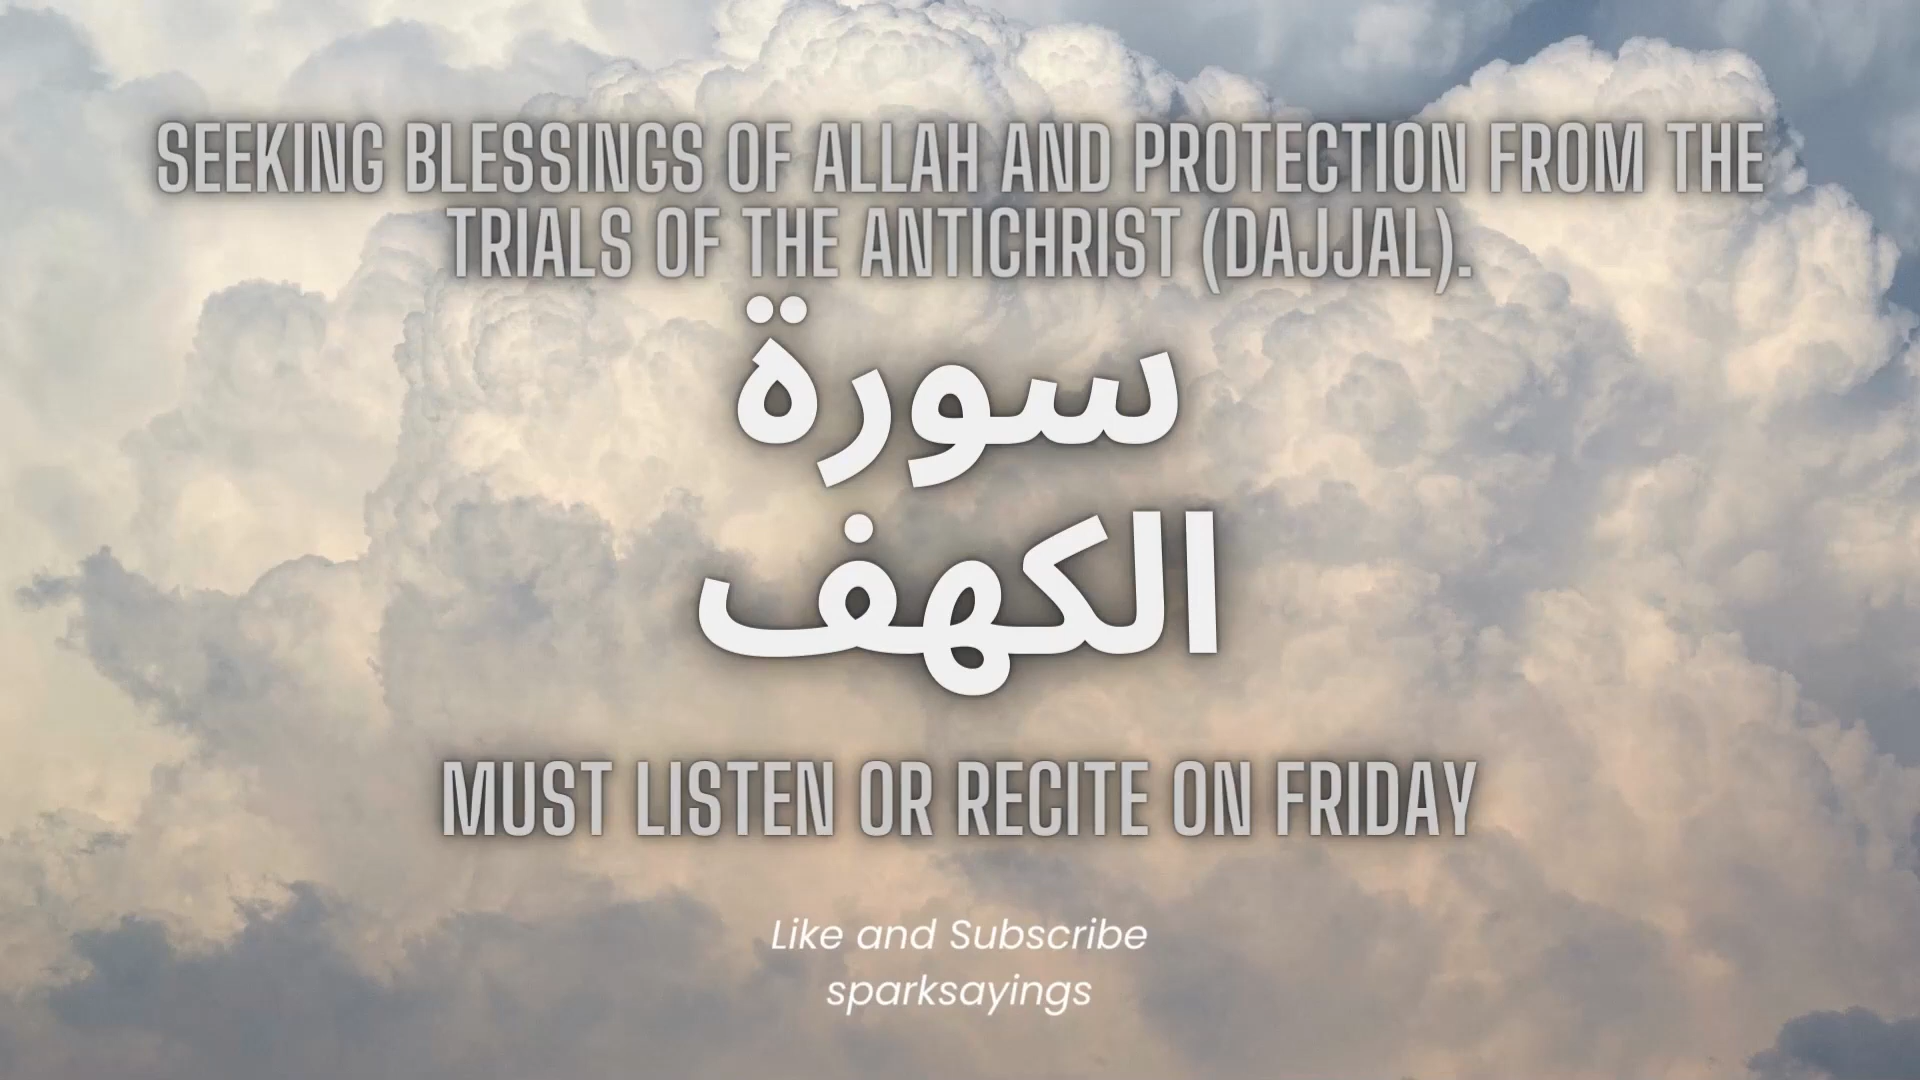 SEEKING BLESSINGS OF ALLAH AND PROTECTION FROM THE
TRIALS OF THE ANTICHRIST (DAJJAL).
سورة
الكهف
MUST LISTEN OR RECITE ON FRIDAY
Like and Subscribe
sparksayings